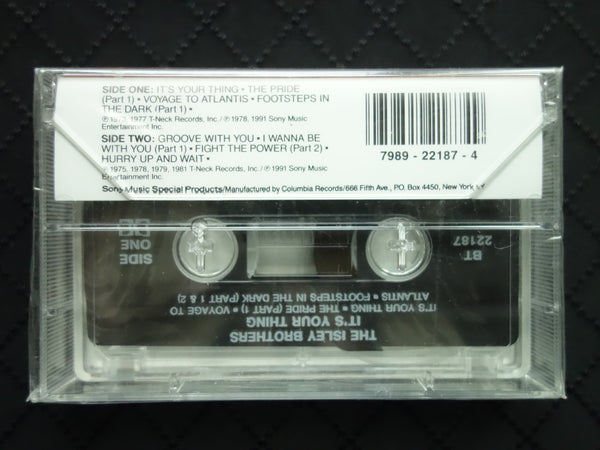 SIDE ONE: IT'S YOUR THING • THE PRIDE
(Part 1) • VOYAGE TO ATLANTIS • FOOTSTEPS IN
THE DARK (Part 1) •
1977 T-Neck Records, Inc./℗1978, 1991 Sony Music
Entertainment Inc.
SIDE TWO: GROOVE WITH YOU • I WANNA BE
WITH YOU (Part 1) • FIGHT THE POWER (Part 2) •
HURRY UP AND WAIT •
℗1975, 1978, 1979, 1981 T-Neck Records, Inc./℗1991 Sony Music
Entertainment Inc.
7989 - 22187 - 4
Sony Music Special Products/Manufactured by Columbia Records/666 Fifth Ave., P.O. Box 4450, New York, NY
THE ISLEY BROTHERS
IT'S YOUR THING
IT'S YOUR THING • THE PRIDE (PART 1) • VOYAGE TO
ATLANTIS • FOOTSTEPS IN THE DARK (PART 1 & 2)
BT
22187
SIDE
ONE